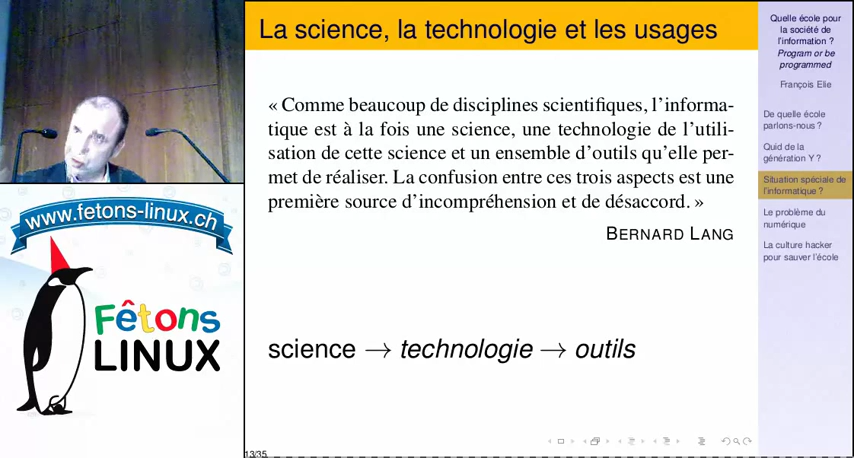 La science, la technologie et les usages
« Comme beaucoup de disciplines scientifiques, l'informa-
tique est à la fois une science, une technologie de l'utili-
sation de cette science et un ensemble d'outils qu'elle per-
met de réaliser. La confusion entre ces trois aspects est une
première source d'incompréhension et de désaccord. »
BERNARD LANG
science → technologie → outils
13/35
Quelle école pour
la société de
l'information ?
Program or be
programmed
François Elie
De quelle école
parlons-nous ?
Quid de la
génération Y ?
Situation spéciale de
l'informatique ?
Le problème du
numérique
La culture hacker
pour sauver l'école
www.fetons-linux.ch
Fêtons
LINUX